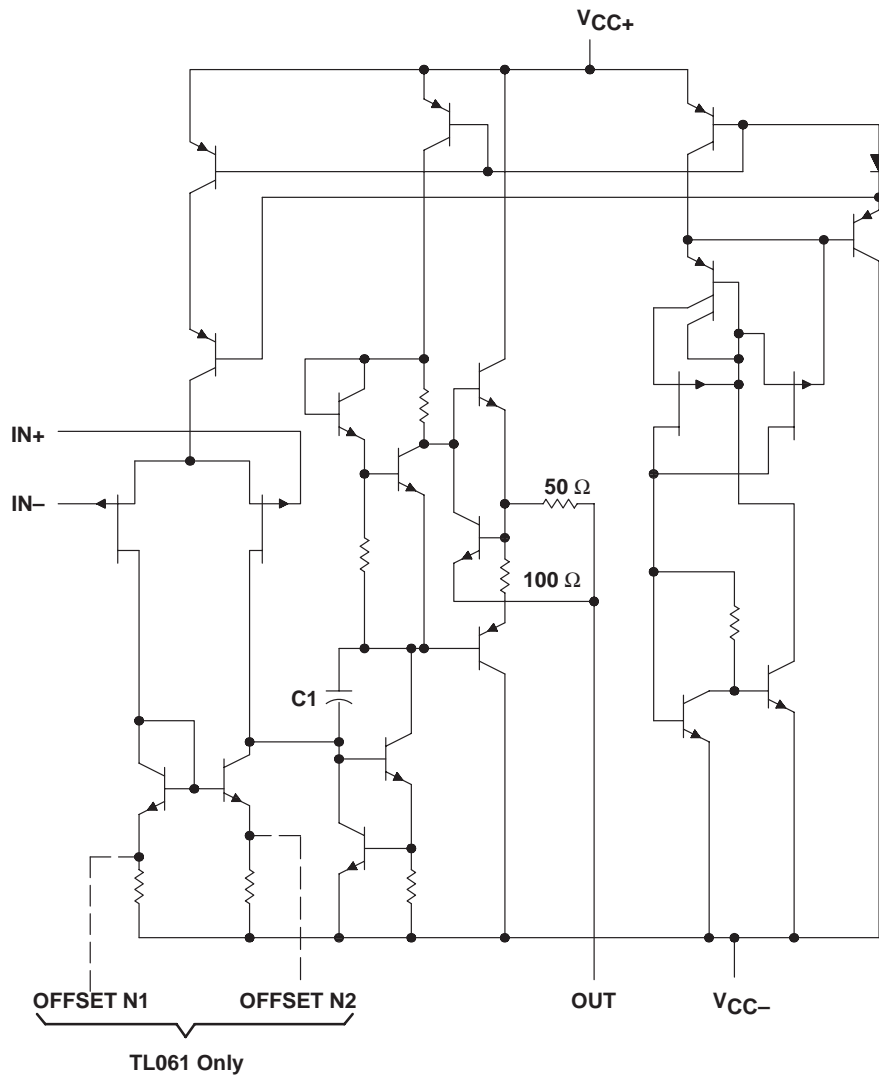 VCC+
IN+
IN–
50 Ω
100 Ω
C1
OFFSET N1
OFFSET N2
OUT
VCC–
TL061 Only